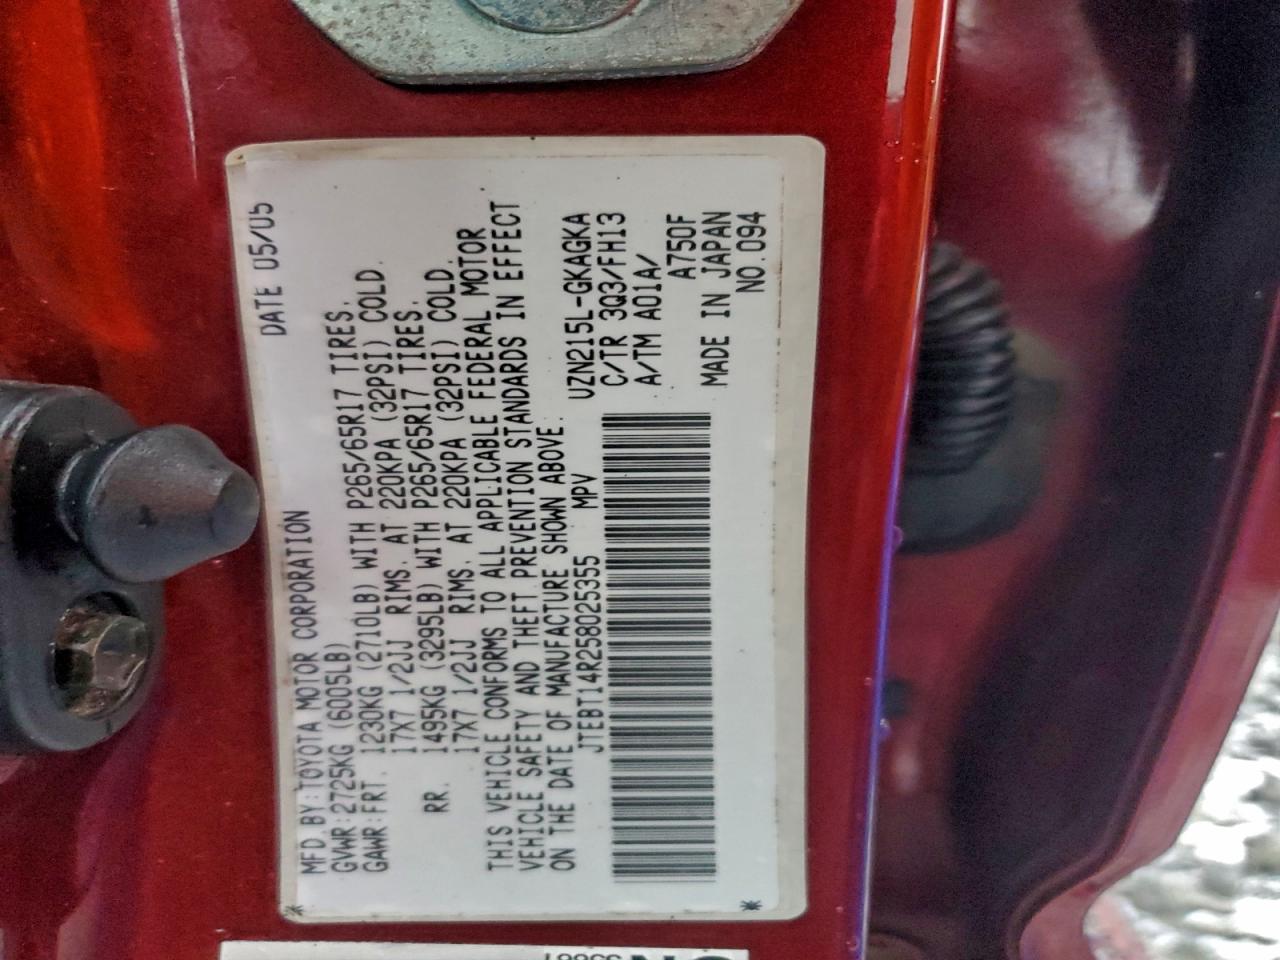 DATE 05/05
MFD.BY:TOYOTA MOTOR CORPORATION
GVWR:2725KG (6005LB)
GAWR:FRT. 1230KG (2710LB) WITH P265/65R17 TIRES,
17X7 1/2JJ RIMS, AT 220KPA (32PSI) COLD.
RR. 1495KG (3295LB) WITH P265/65R17 TIRES,
17X7 1/2JJ RIMS, AT 220KPA (32PSI) COLD.
THIS VEHICLE CONFORMS TO ALL APPLICABLE FEDERAL MOTOR
VEHICLE SAFETY AND THEFT PREVENTION STANDARDS IN EFFECT
ON THE DATE OF MANUFACTURE SHOWN ABOVE.
JTEBT14R258025355 MPV
UZN215L-GKAGKA
C/TR 3Q3/FH13
A/TM A01A/
A750F
MADE IN JAPAN
NO.094